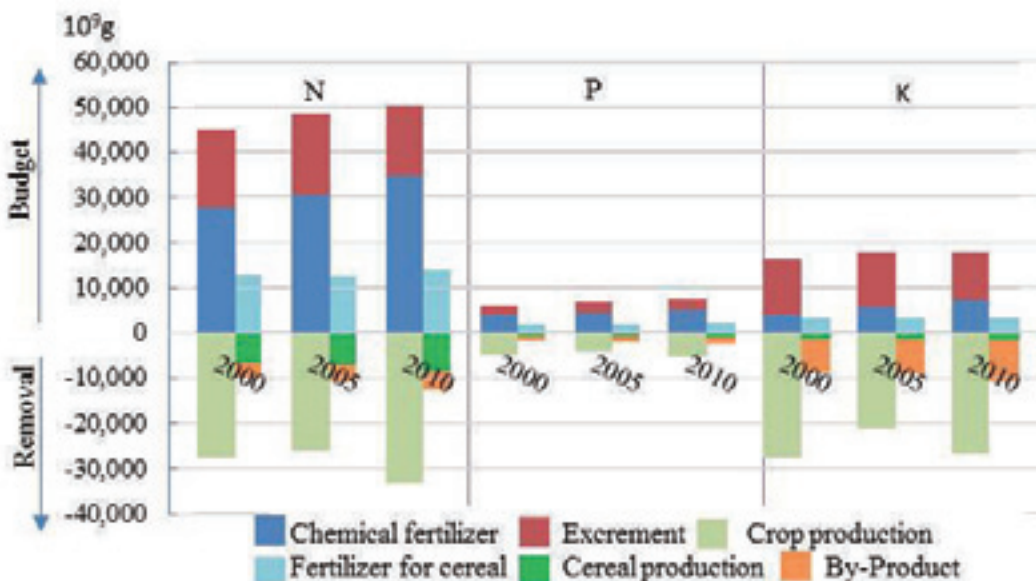 10⁹g
60,000
50,000
40,000
30,000
20,000
10,000
0
-10,000
-20,000
-30,000
-40,000
Budget
Removal
N P K
2000 2005 2010 2000 2005 2010 2000 2005 2010
Chemical fertilizer Excrement Crop production
Fertilizer for cereal Cereal production By-Product